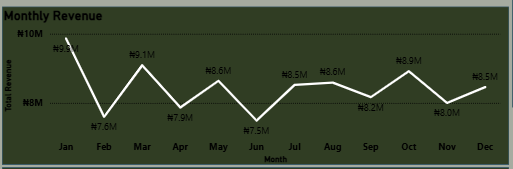 Monthly Revenue
₦10M
₦9.9M
₦9.1M
₦8.9M
₦8.6M
₦8.5M
₦8.6M
₦8.5M
₦8M
₦7.6M
₦7.9M
₦7.5M
₦8.2M
₦8.0M
Total Revenue
Jan Feb Mar Apr May Jun Jul Aug Sep Oct Nov Dec
Month